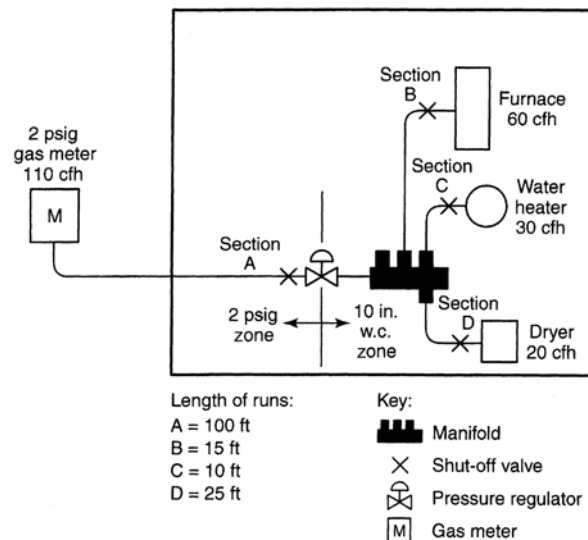 Section
B
Furnace
60 cfh
2 psig
gas meter
110 cfh
M
Section
C
Water
heater
30 cfh
Section
A
2 psig
zone
10 in.
w.c.
zone
Section
D
Dryer
20 cfh
Length of runs:
A = 100 ft
B = 15 ft
C = 10 ft
D = 25 ft
Key:
Manifold
Shut-off valve
Pressure regulator
M
Gas meter